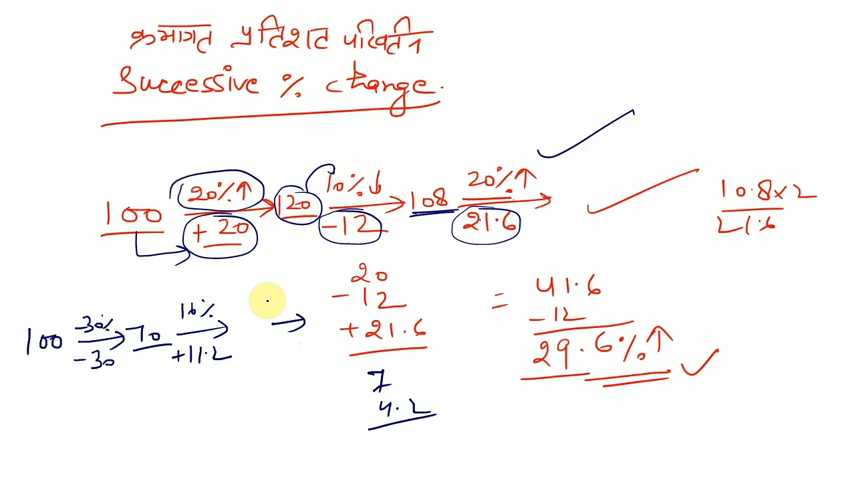 क्रमागत प्रतिशत परिवर्तन
Successive % change.
100 20%↑ 120 10%↓ 108 20%↑
+20 -12 21.6
10.8×2
21.6
100 -30% 70 16%
-30 +11.2
→ 20
-12
+21.6
7
4.2
= 41.6
-12
29.6%↑